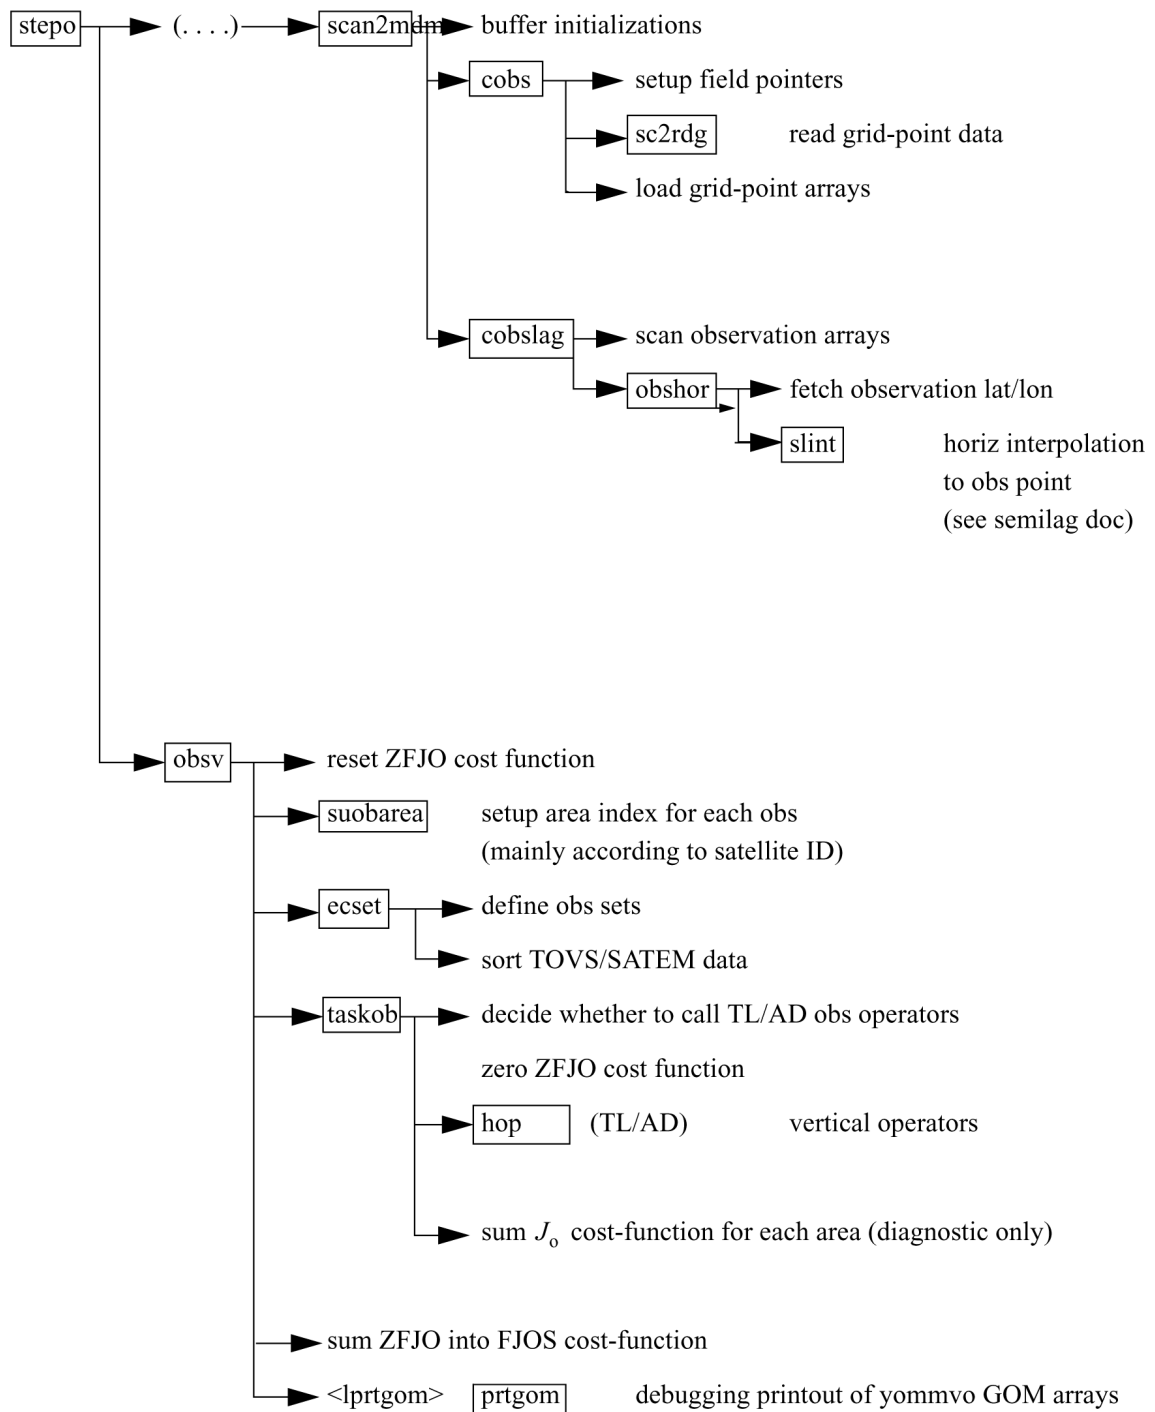 stepo (. . . .) scan2mdm buffer initializations
cobs setup field pointers
sc2rdg read grid-point data
load grid-point arrays
cobslag scan observation arrays
obshor fetch observation lat/lon
slint horiz interpolation
to obs point
(see semilag doc)
obsv reset ZFJO cost function
suobarea setup area index for each obs
(mainly according to satellite ID)
ecset define obs sets
sort TOVS/SATEM data
taskob decide whether to call TL/AD obs operators
zero ZFJO cost function
hop (TL/AD) vertical operators
sum Jo cost-function for each area (diagnostic only)
sum ZFJO into FJOS cost-function
<lprtgom> prtgom debugging printout of yommvo GOM arrays